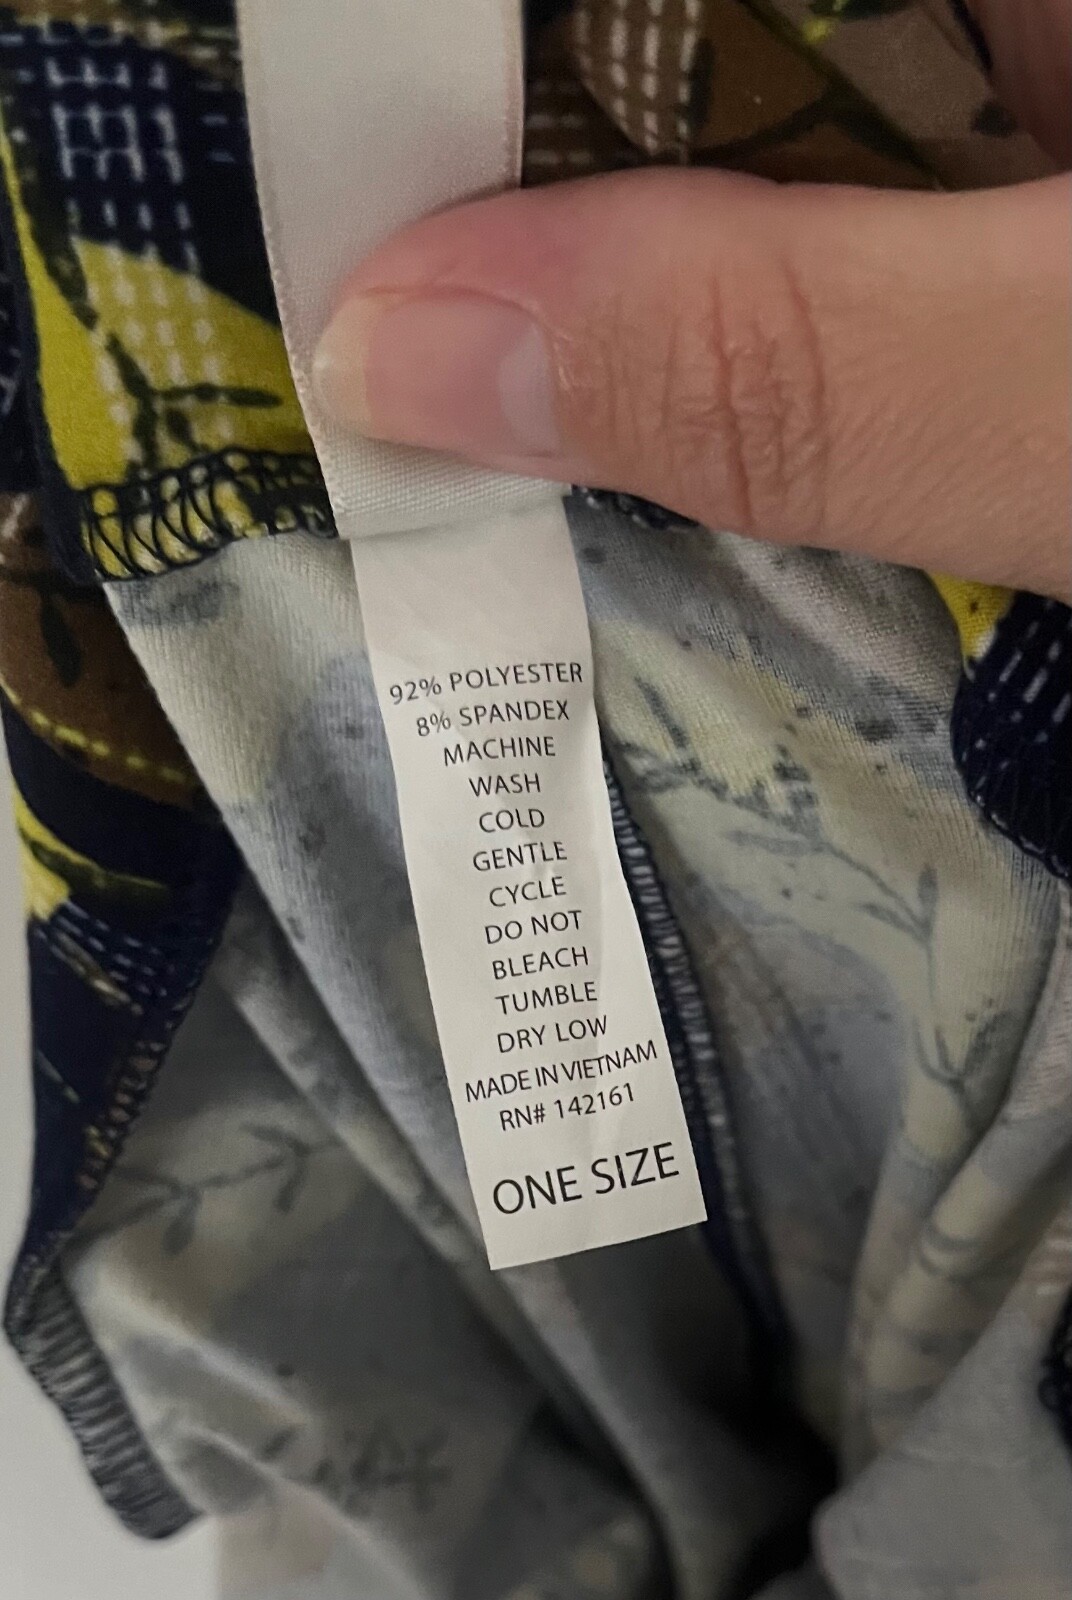 92% POLYESTER
8% SPANDEX
MACHINE
WASH
COLD
GENTLE
CYCLE
DO NOT
BLEACH
TUMBLE
DRY LOW
MADE IN VIETNAM
RN# 142161
ONE SIZE